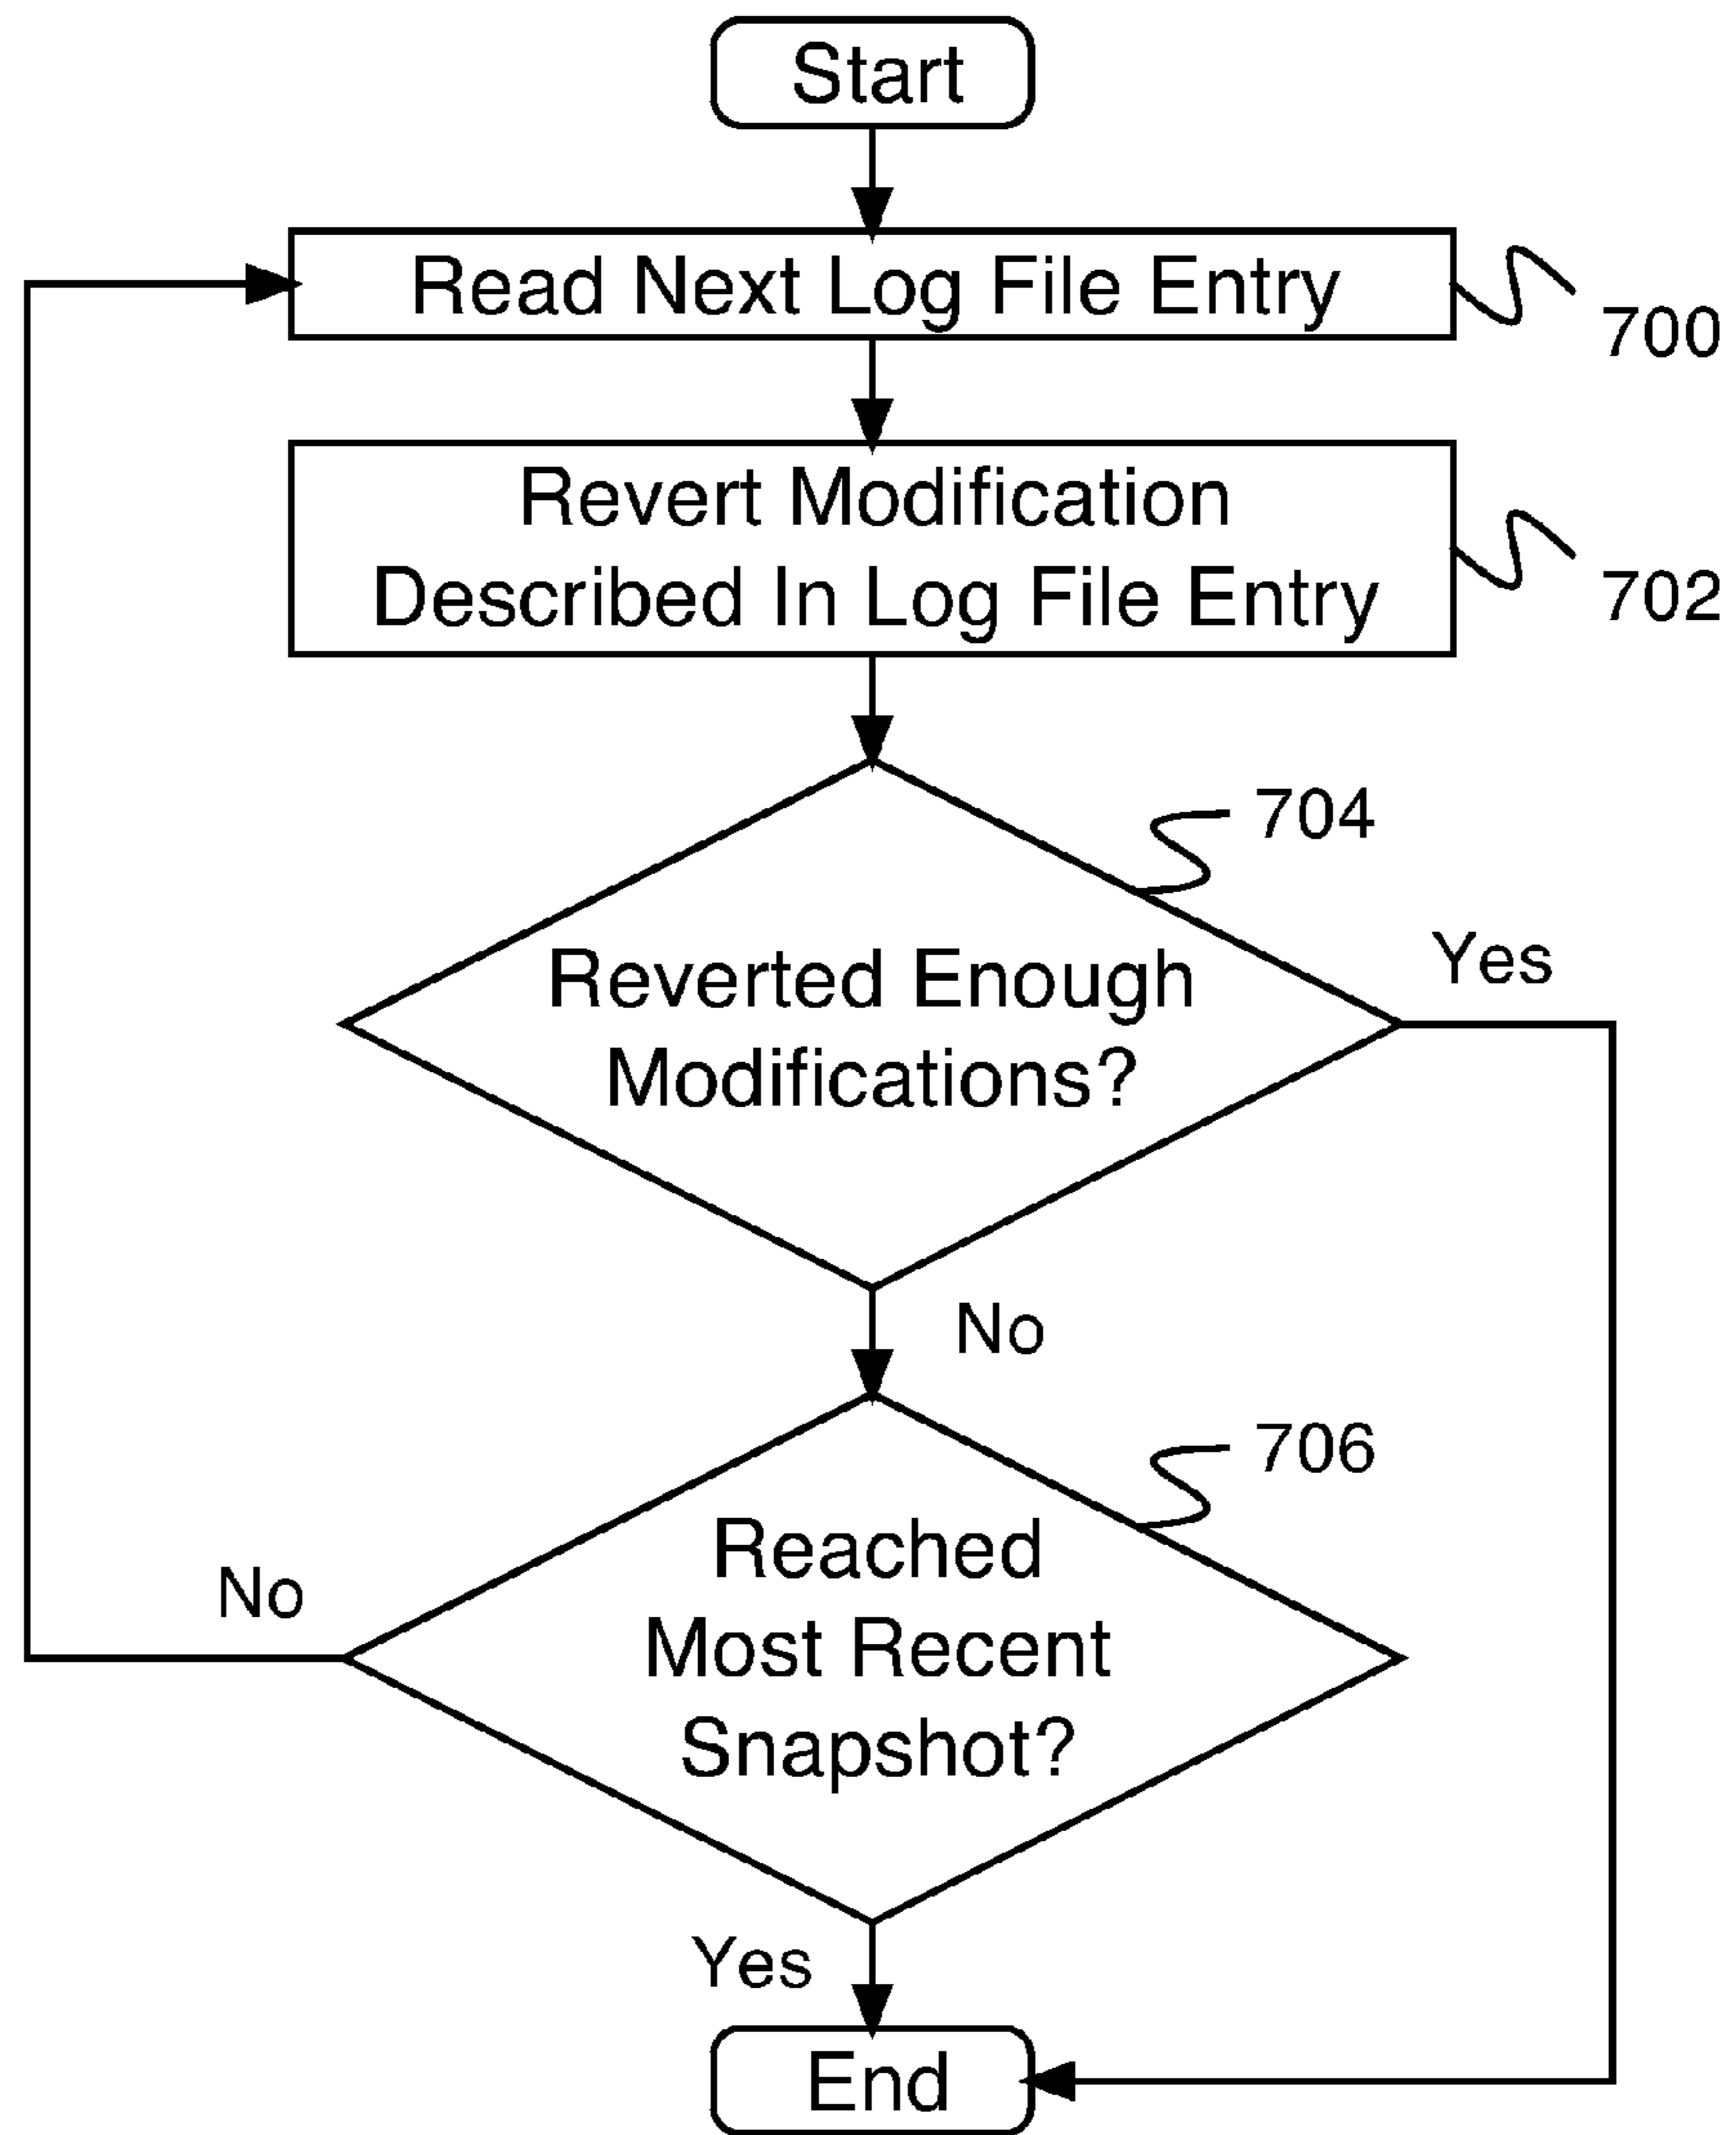 Start
Read Next Log File Entry
700
Revert Modification
Described In Log File Entry
702
704
Reverted Enough
Modifications?
Yes
No
706
Reached
Most Recent
Snapshot?
No
Yes
End